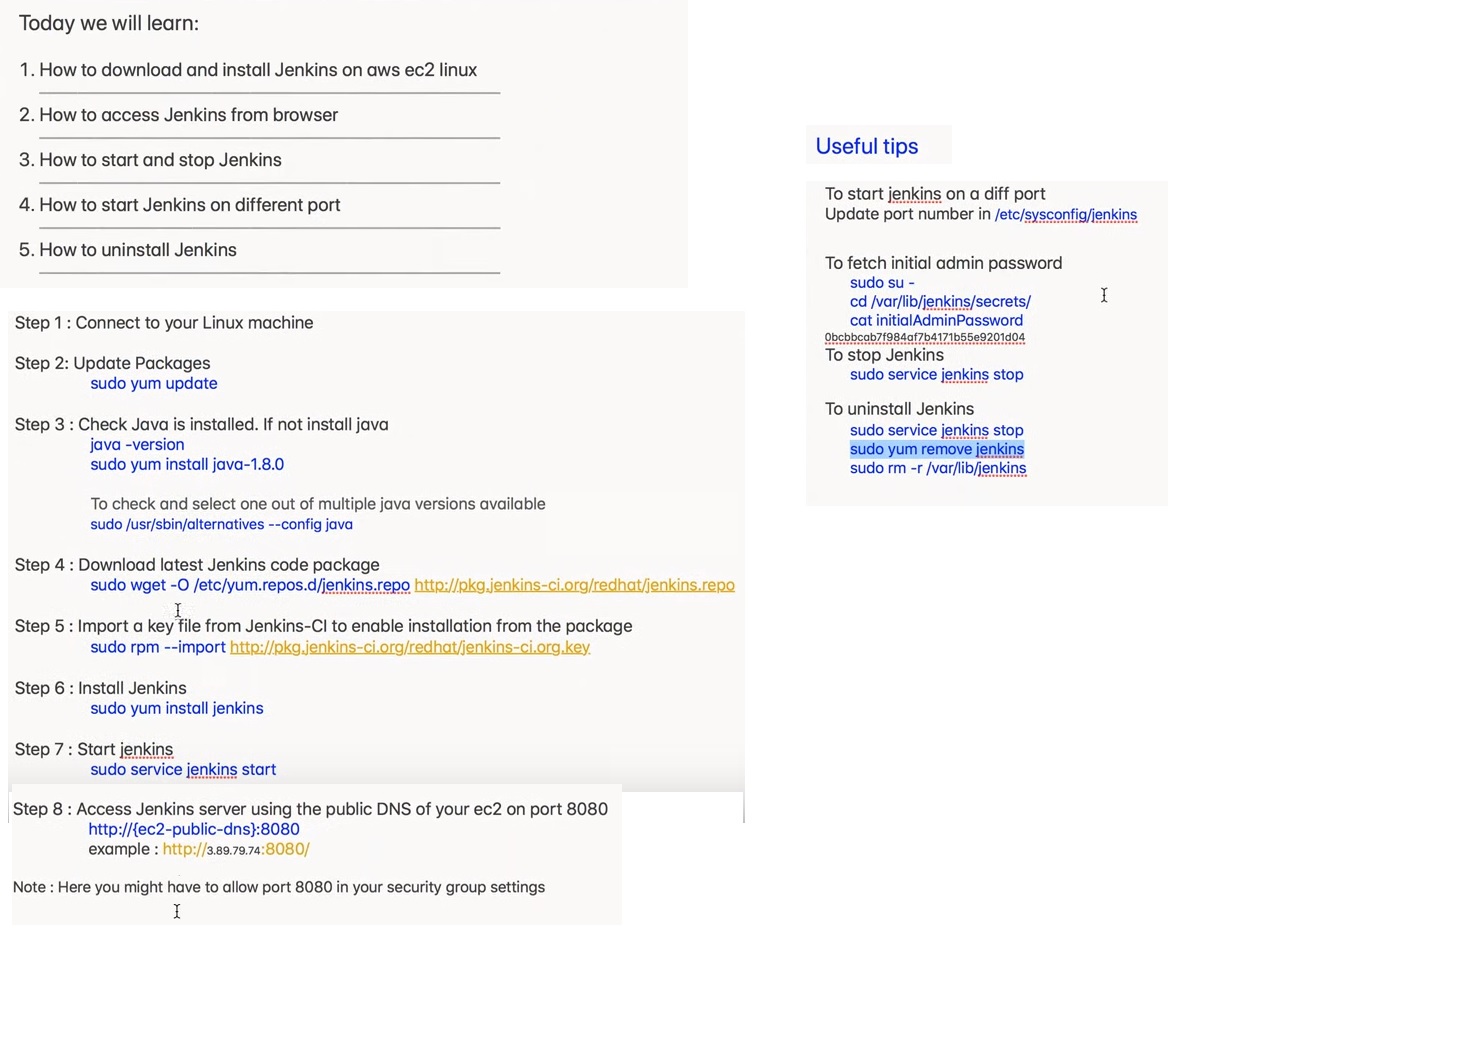 Today we will learn:
1. How to download and install Jenkins on aws ec2 linux
2. How to access Jenkins from browser
3. How to start and stop Jenkins
4. How to start Jenkins on different port
5. How to uninstall Jenkins
Step 1 : Connect to your Linux machine
Step 2: Update Packages
sudo yum update
Step 3 : Check Java is installed. If not install java
java -version
sudo yum install java-1.8.0
To check and select one out of multiple java versions available
sudo /usr/sbin/alternatives --config java
Step 4 : Download latest Jenkins code package
sudo wget -O /etc/yum.repos.d/jenkins.repo http://pkg.jenkins-ci.org/redhat/jenkins.repo
Step 5 : Import a key file from Jenkins-CI to enable installation from the package
sudo rpm --import http://pkg.jenkins-ci.org/redhat/jenkins-ci.org.key
Step 6 : Install Jenkins
sudo yum install jenkins
Step 7 : Start jenkins
sudo service jenkins start
Step 8 : Access Jenkins server using the public DNS of your ec2 on port 8080
http://{ec2-public-dns}:8080
example : http://3.89.79.74:8080/
Note : Here you might have to allow port 8080 in your security group settings
Useful tips
To start jenkins on a diff port
Update port number in /etc/sysconfig/jenkins
To fetch initial admin password
sudo su -
cd /var/lib/jenkins/secrets/
cat initialAdminPassword
0bcbbcab7f984af7b4171b55e9201d04
To stop Jenkins
sudo service jenkins stop
To uninstall Jenkins
sudo service jenkins stop
sudo yum remove jenkins
sudo rm -r /var/lib/jenkins